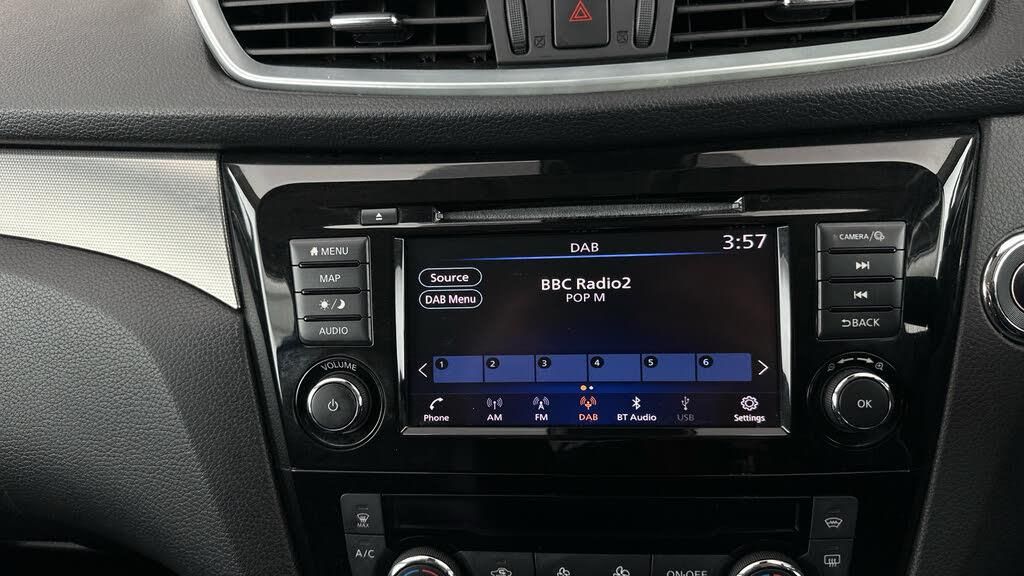 DAB
3:57
Source
DAB Menu
BBC Radio2
POP M
1 2 3 4 5 6
Phone AM FM DAB BT Audio USB Settings
MENU
MAP
AUDIO
VOLUME
CAMERA/
BACK
OK
MAX
A/C
ON·OFF